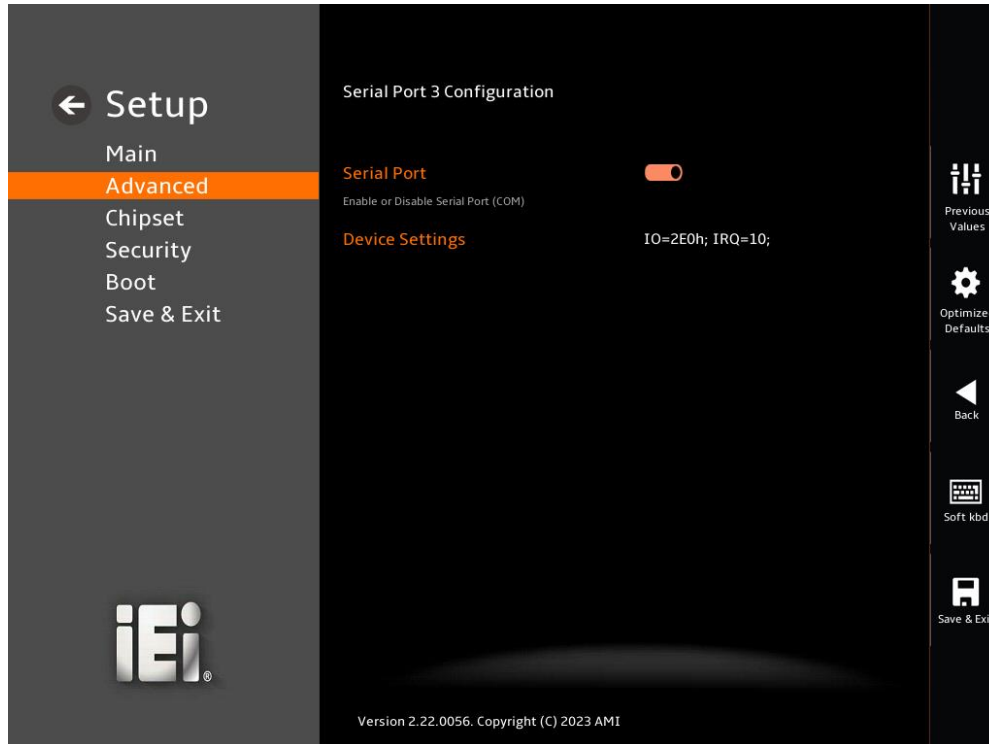 Setup
Main
Advanced
Chipset
Security
Boot
Save & Exit
iEi®
Serial Port 3 Configuration
Serial Port
Enable or Disable Serial Port (COM)
Device Settings IO=2E0h; IRQ=10;
Version 2.22.0056. Copyright (C) 2023 AMI
Previous
Values
Optimize
Defaults
Back
Soft kbd
Save & Exi